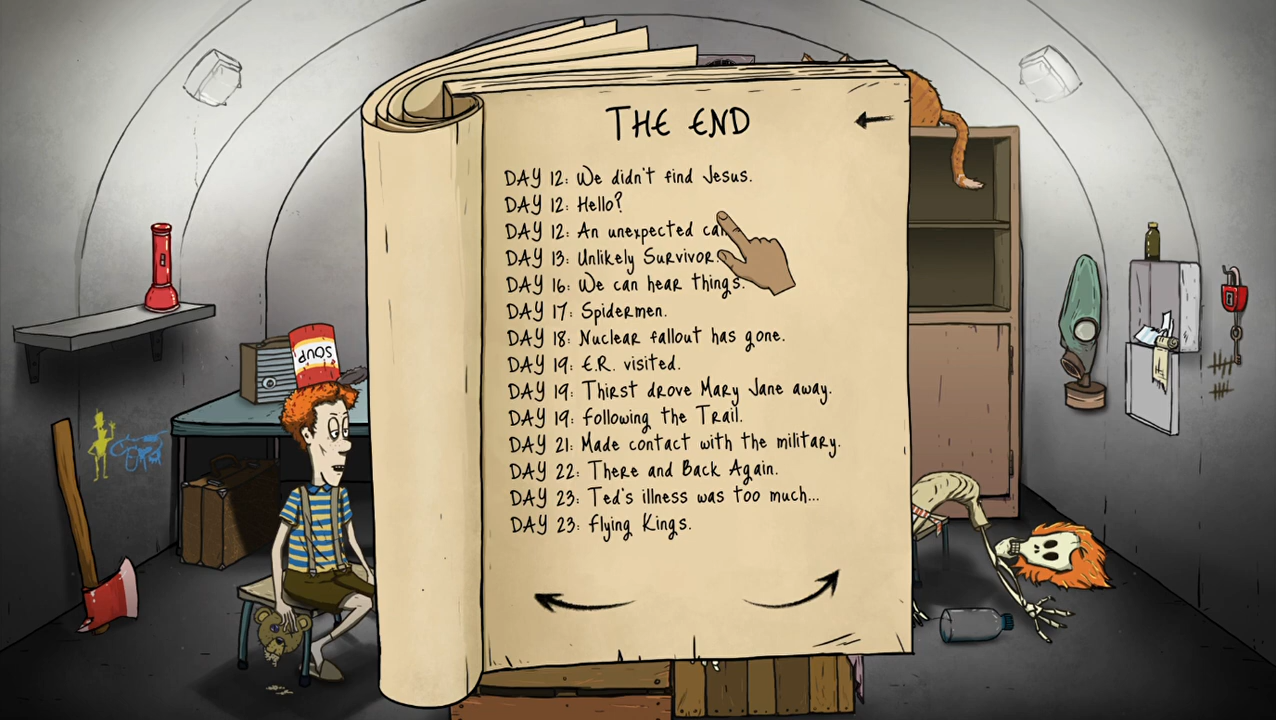 THE END
DAY 12: We didn't find Jesus.
DAY 12: Hello?
DAY 12: An unexpected
DAY 13: Unlikely Survivor.
DAY 16: We can hear things.
DAY 17: Spidermen.
DAY 18: Nuclear fallout has gone.
DAY 19: E.R. visited.
DAY 19: Thirst drove Mary Jane away.
DAY 19: Following the Trail.
DAY 21: Made contact with the military.
DAY 22: There and Back Again.
DAY 23: Ted's illness was too much...
DAY 23: Flying Kings.
SOUP